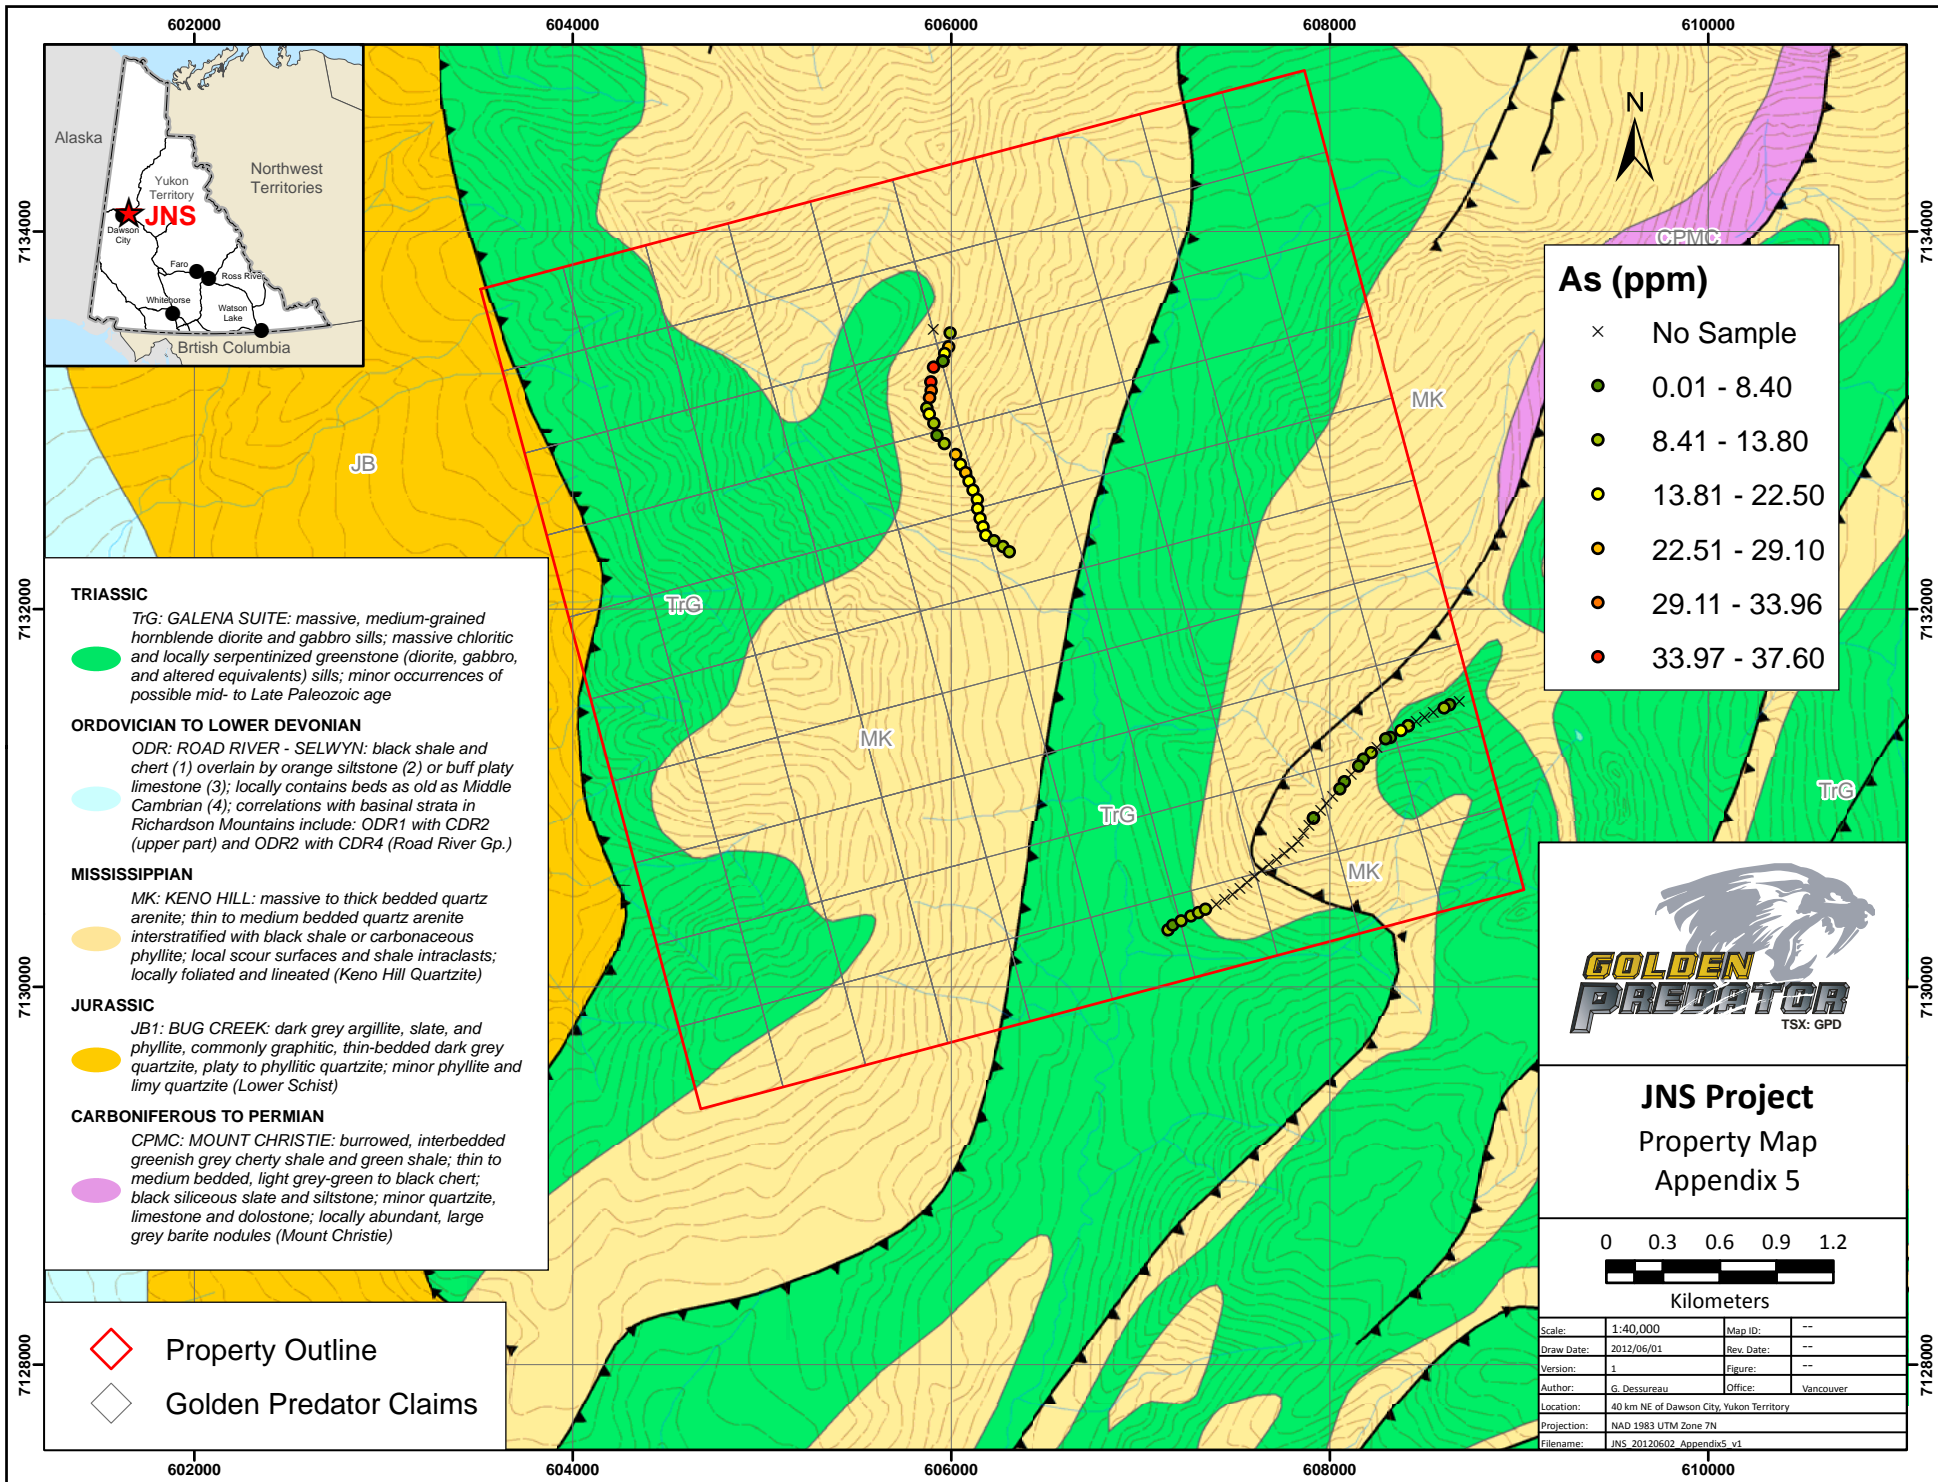 602000
604000
606000
608000
610000
7134000
7132000
7130000
7128000
7134000
7132000
7130000
7128000
602000
604000
606000
608000
610000
Alaska
Yukon
Territory
Northwest
Territories
JNS
Dawson
City
Faro
Ross River
Whitehorse
Watson
Lake
Brtish Columbia
N
CPMC
JB
MK
TrG
MK
TrG
MK
TrG
As (ppm)
No Sample
0.01 - 8.40
8.41 - 13.80
13.81 - 22.50
22.51 - 29.10
29.11 - 33.96
33.97 - 37.60
TRIASSIC
TrG: GALENA SUITE: massive, medium-grained
hornblende diorite and gabbro sills; massive chloritic
and locally serpentinized greenstone (diorite, gabbro,
and altered equivalents) sills; minor occurrences of
possible mid- to Late Paleozoic age
ORDOVICIAN TO LOWER DEVONIAN
ODR: ROAD RIVER - SELWYN: black shale and
chert (1) overlain by orange siltstone (2) or buff platy
limestone (3); locally contains beds as old as Middle
Cambrian (4); correlations with basinal strata in
Richardson Mountains include: ODR1 with CDR2
(upper part) and ODR2 with CDR4 (Road River Gp.)
MISSISSIPPIAN
MK: KENO HILL: massive to thick bedded quartz
arenite; thin to medium bedded quartz arenite
interstratified with black shale or carbonaceous
phyllite; local scour surfaces and shale intraclasts;
locally foliated and lineated (Keno Hill Quartzite)
JURASSIC
JB1: BUG CREEK: dark grey argillite, slate, and
phyllite, commonly graphitic, thin-bedded dark grey
quartzite, platy to phyllitic quartzite; minor phyllite and
limy quartzite (Lower Schist)
CARBONIFEROUS TO PERMIAN
CPMC: MOUNT CHRISTIE: burrowed, interbedded
greenish grey cherty shale and green shale; thin to
medium bedded, light grey-green to black chert;
black siliceous slate and siltstone; minor quartzite,
limestone and dolostone; locally abundant, large
grey barite nodules (Mount Christie)
Property Outline
Golden Predator Claims
GOLDEN
PREDATOR
TSX: GPD
JNS Project
Property Map
Appendix 5
0 0.3 0.6 0.9 1.2
Kilometers
Scale: 1:40,000 Map ID: --
Draw Date: 2012/06/01 Rev. Date: --
Version: 1 Figure: --
Author: G. Dessureau Office: Vancouver
Location: 40 km NE of Dawson City, Yukon Territory
Projection: NAD 1983 UTM Zone 7N
Filename: JNS_20120602_Appendix5_v1